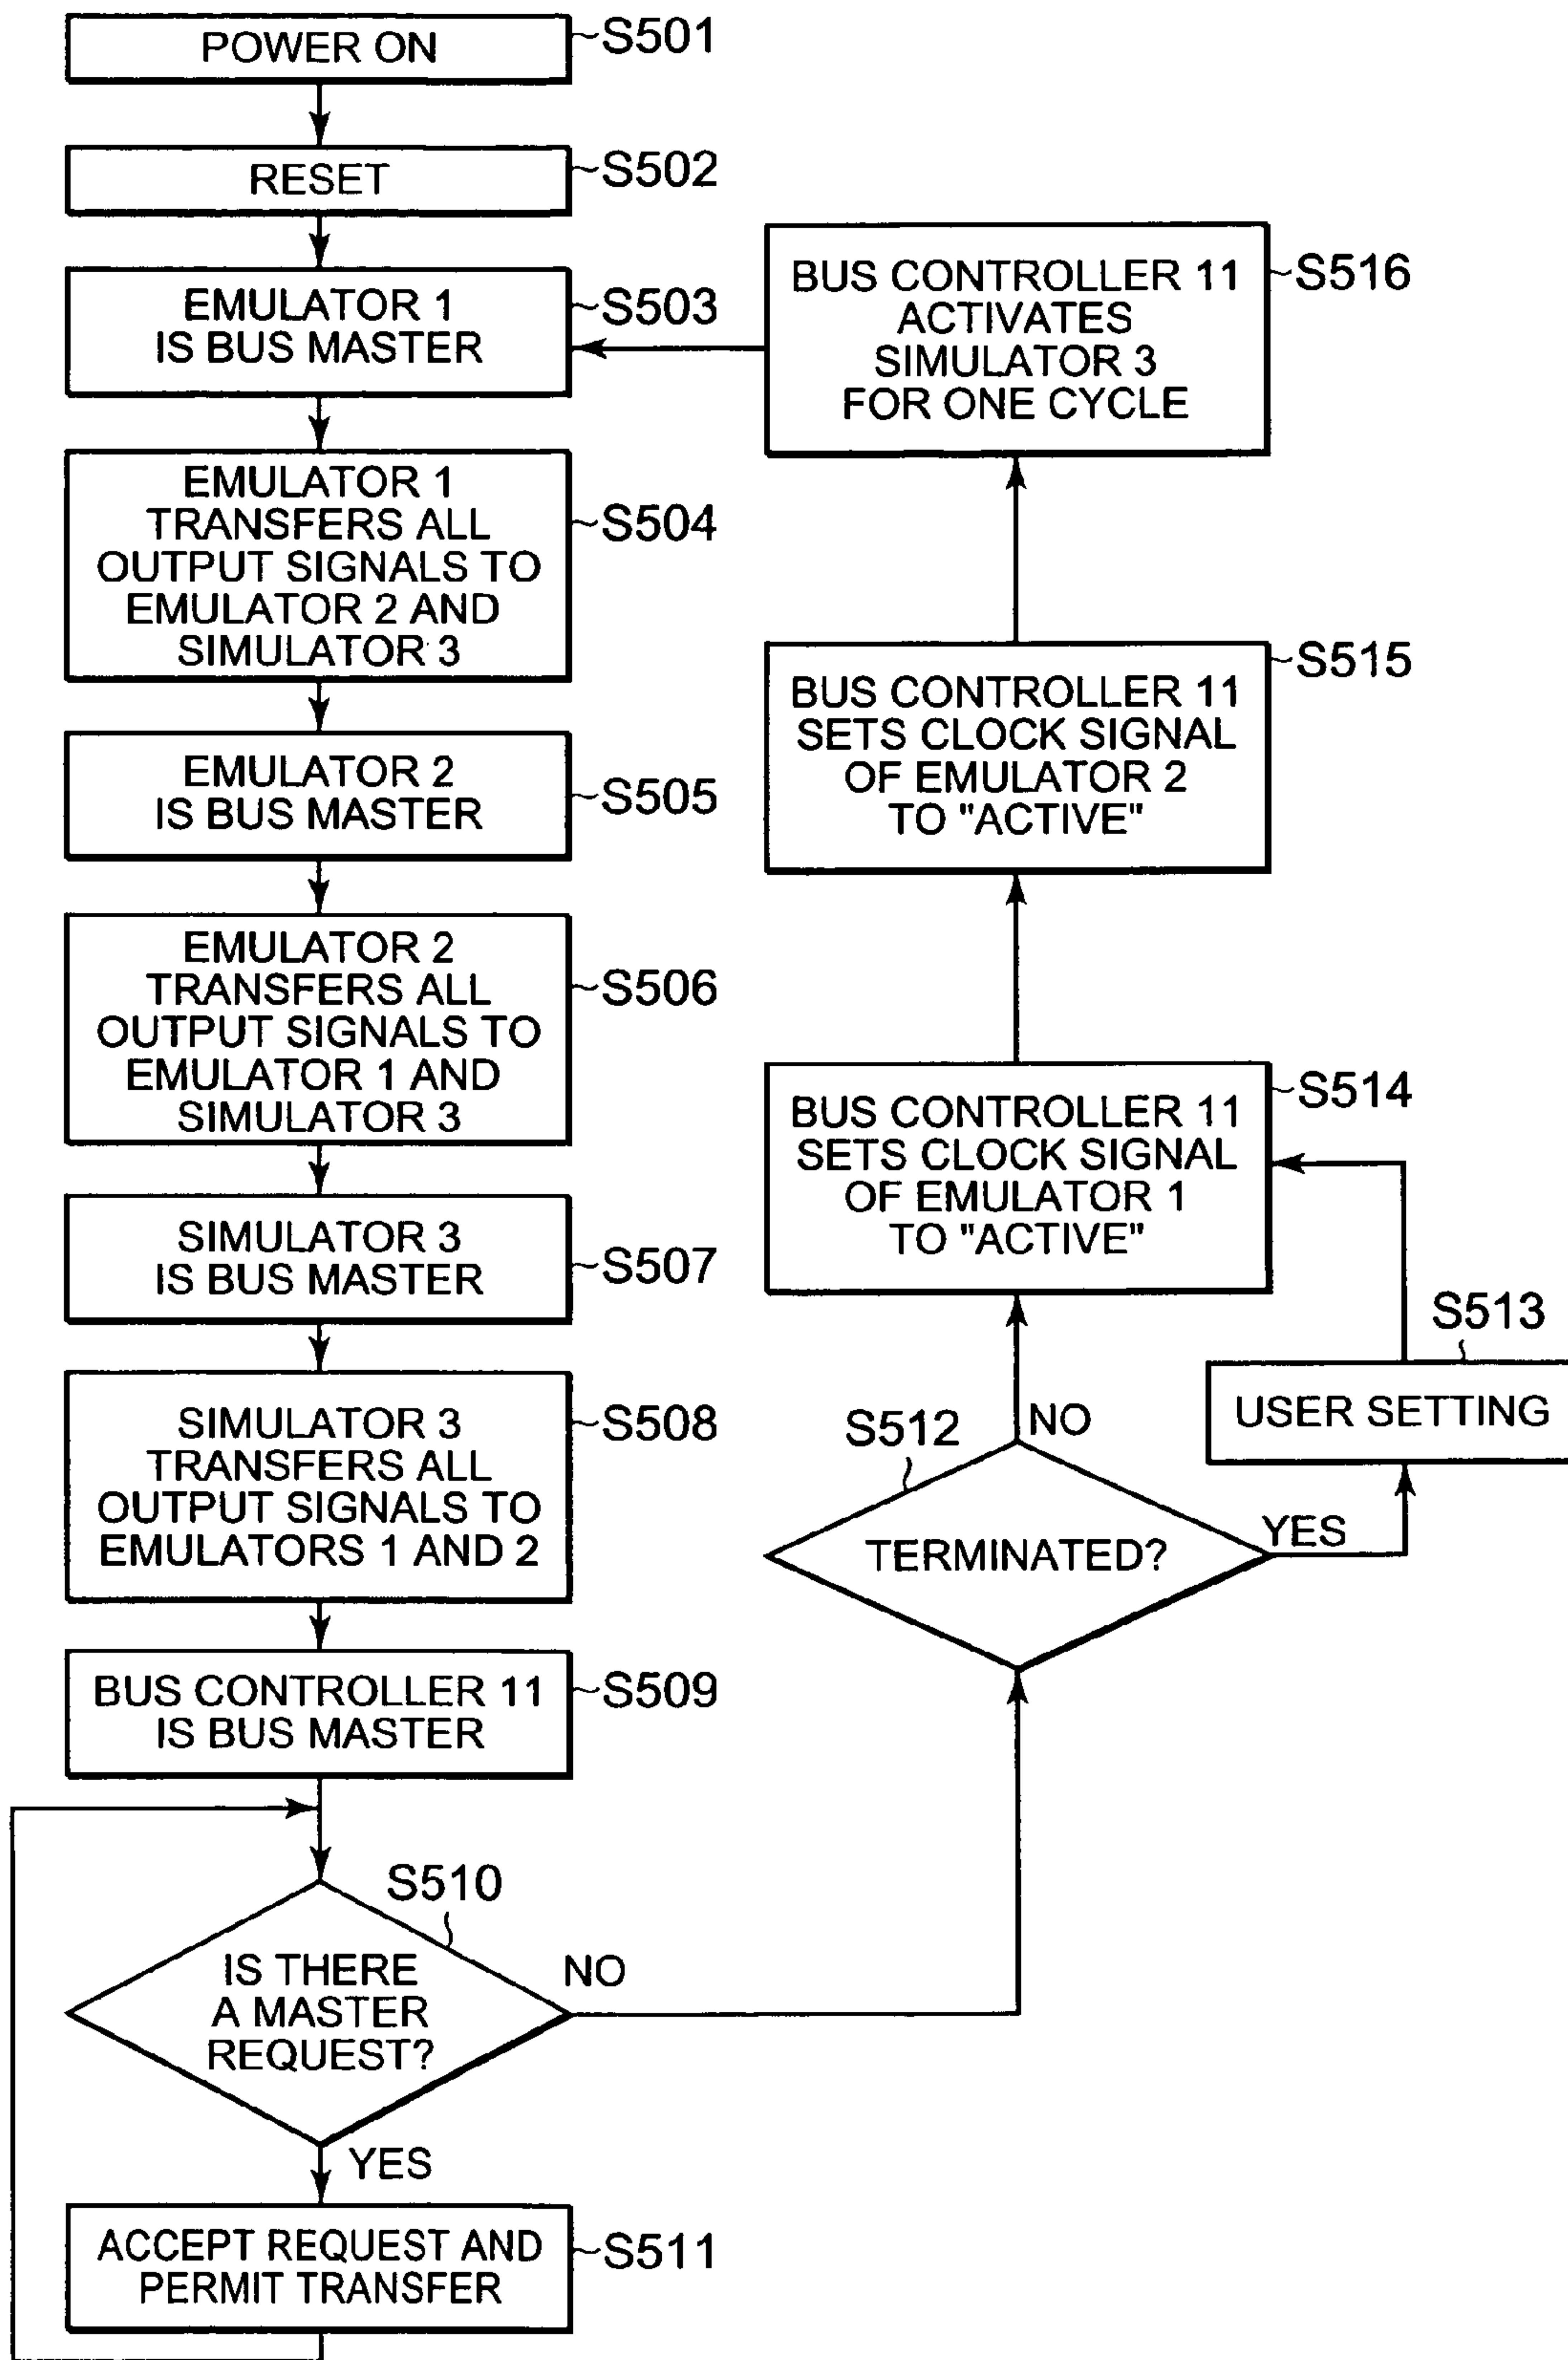 POWER ON
S501
RESET
S502
EMULATOR 1
IS BUS MASTER
S503
EMULATOR 1
TRANSFERS ALL
OUTPUT SIGNALS TO
EMULATOR 2 AND
SIMULATOR 3
S504
EMULATOR 2
IS BUS MASTER
S505
EMULATOR 2
TRANSFERS ALL
OUTPUT SIGNALS TO
EMULATOR 1 AND
SIMULATOR 3
S506
SIMULATOR 3
IS BUS MASTER
S507
SIMULATOR 3
TRANSFERS ALL
OUTPUT SIGNALS TO
EMULATORS 1 AND 2
S508
BUS CONTROLLER 11
IS BUS MASTER
S509
S510
IS THERE
A MASTER
REQUEST?
NO
YES
ACCEPT REQUEST AND
PERMIT TRANSFER
S511
S512
TERMINATED?
NO
YES
S513
USER SETTING
BUS CONTROLLER 11
SETS CLOCK SIGNAL
OF EMULATOR 1
TO "ACTIVE"
S514
BUS CONTROLLER 11
SETS CLOCK SIGNAL
OF EMULATOR 2
TO "ACTIVE"
S515
BUS CONTROLLER 11
ACTIVATES
SIMULATOR 3
FOR ONE CYCLE
S516